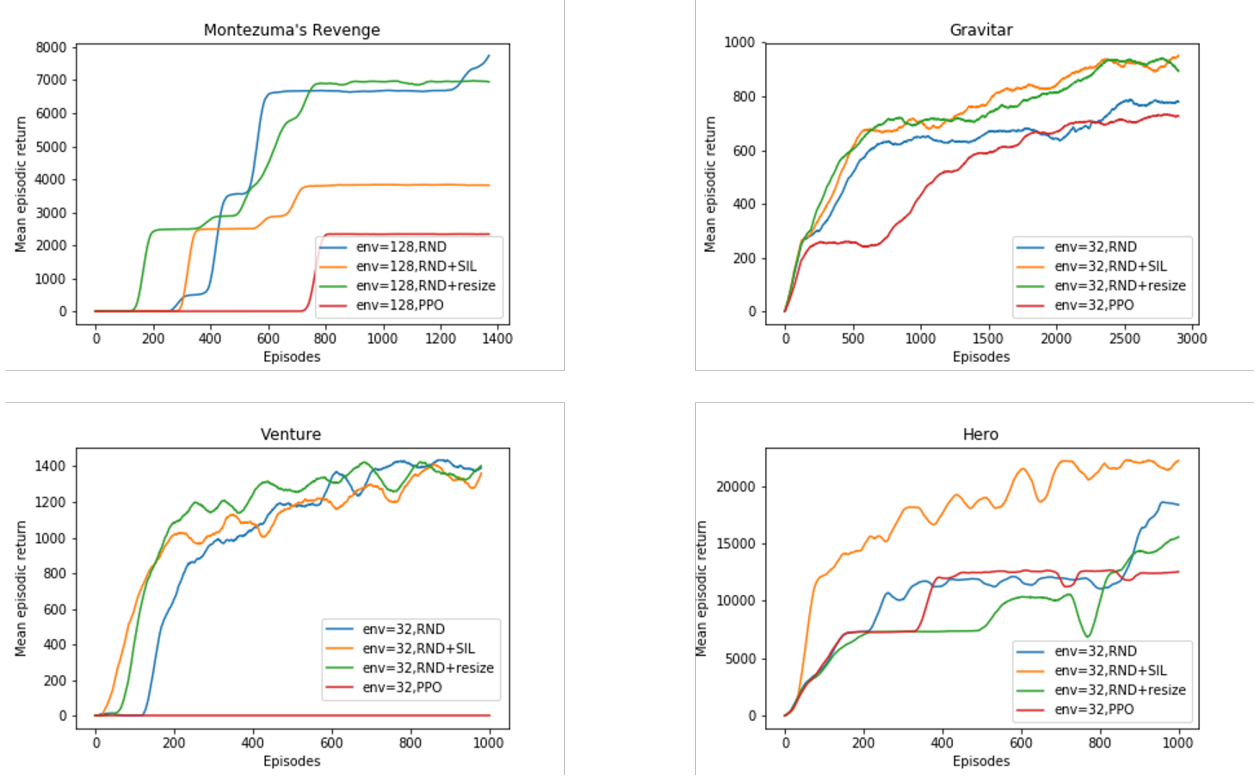 Montezuma's Revenge
Mean episodic return
8000
7000
6000
5000
4000
3000
2000
1000
0
env=128,RND
env=128,RND+SIL
env=128,RND+resize
env=128,PPO
0 200 400 600 800 1000 1200 1400
Episodes
Gravitar
Mean episodic return
1000
800
600
400
200
0
env=32,RND
env=32,RND+SIL
env=32,RND+resize
env=32,PPO
0 500 1000 1500 2000 2500 3000
Episodes
Venture
Mean episodic return
1400
1200
1000
800
600
400
200
0
env=32,RND
env=32,RND+SIL
env=32,RND+resize
env=32,PPO
0 200 400 600 800 1000
Episodes
Hero
Mean episodic return
20000
15000
10000
5000
0
env=32,RND
env=32,RND+SIL
env=32,RND+resize
env=32,PPO
0 200 400 600 800 1000
Episodes